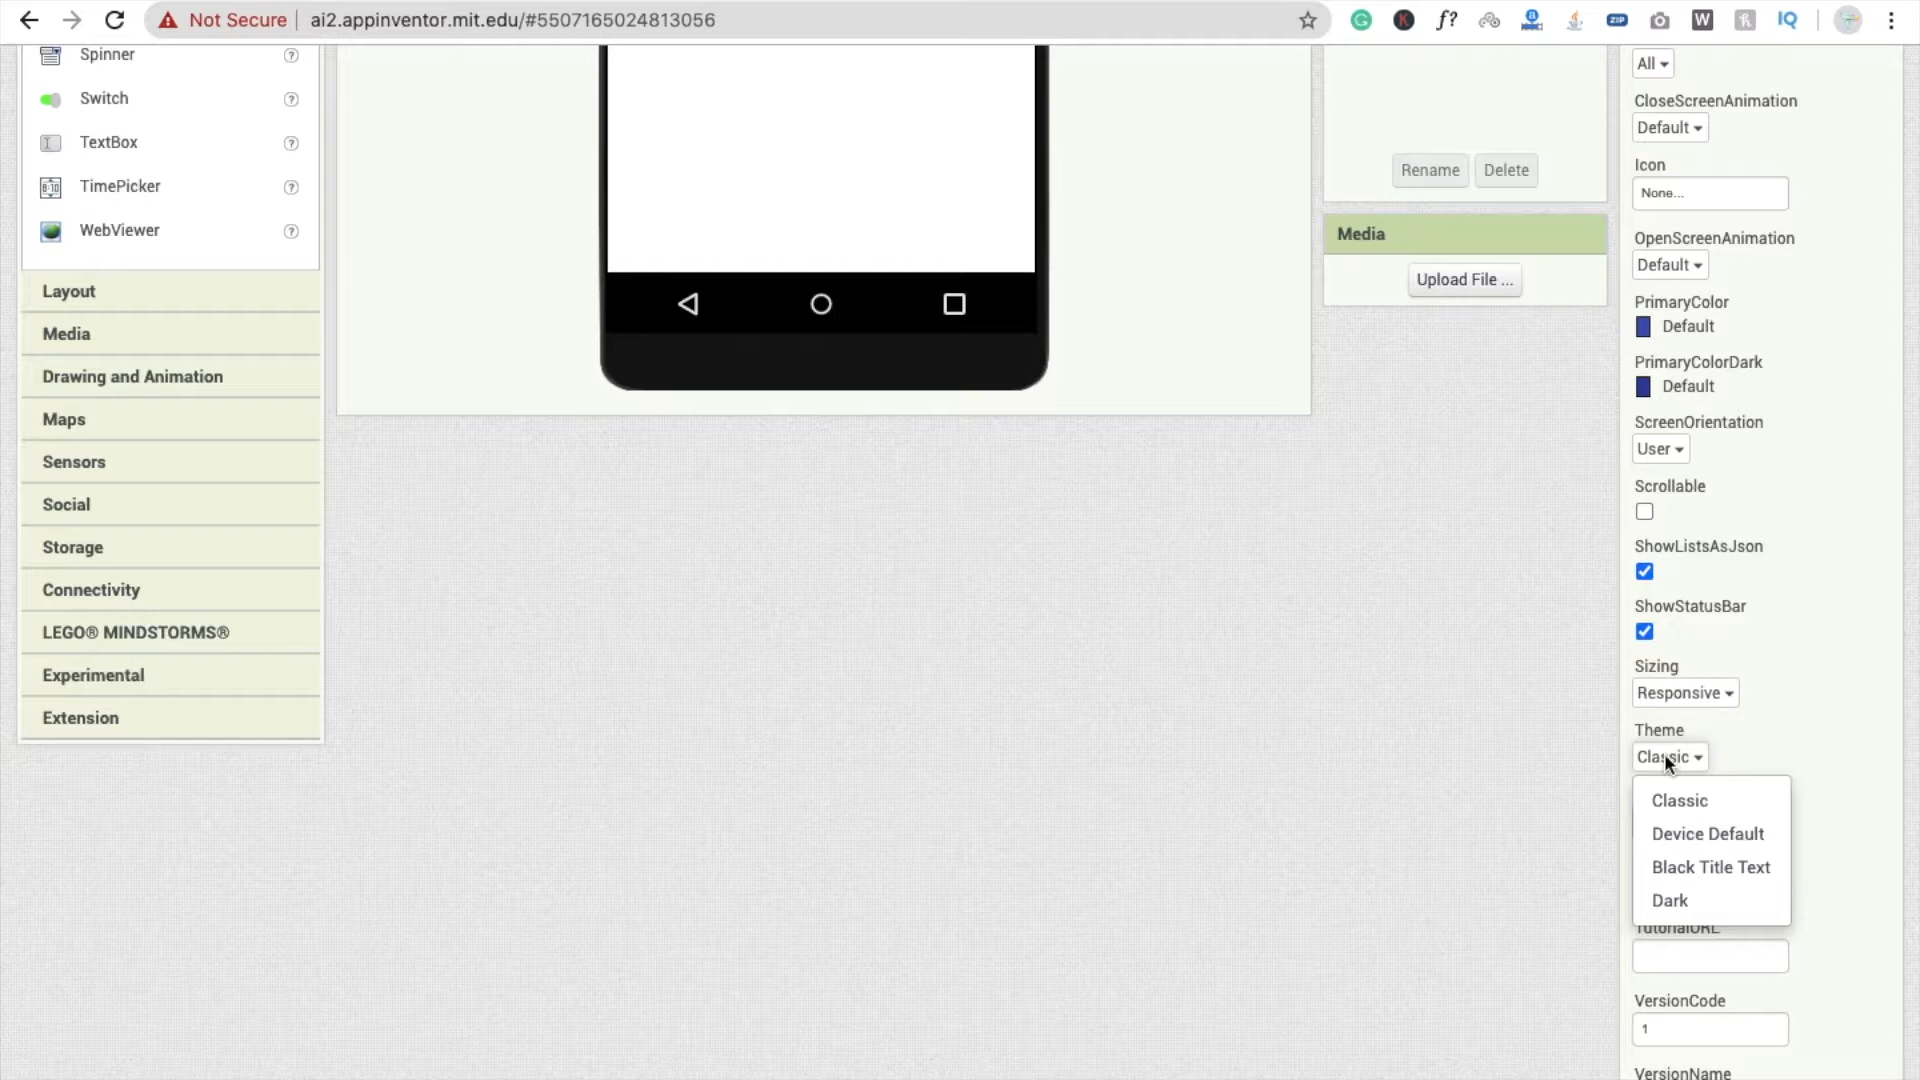 Not Secure
ai2.appinventor.mit.edu/#5507165024813056
ZIP
W
IQ
Spinner
Switch
TextBox
TimePicker
WebViewer
Layout
Media
Drawing and Animation
Maps
Sensors
Social
Storage
Connectivity
LEGO® MINDSTORMS®
Experimental
Extension
Rename
Delete
Media
Upload File ...
All
CloseScreenAnimation
Default
Icon
None...
OpenScreenAnimation
Default
PrimaryColor
Default
PrimaryColorDark
Default
ScreenOrientation
User
Scrollable
ShowListsAsJson
ShowStatusBar
Sizing
Responsive
Theme
Classic
Classic
Device Default
Black Title Text
Dark
TutorialURL
VersionCode
1
VersionName